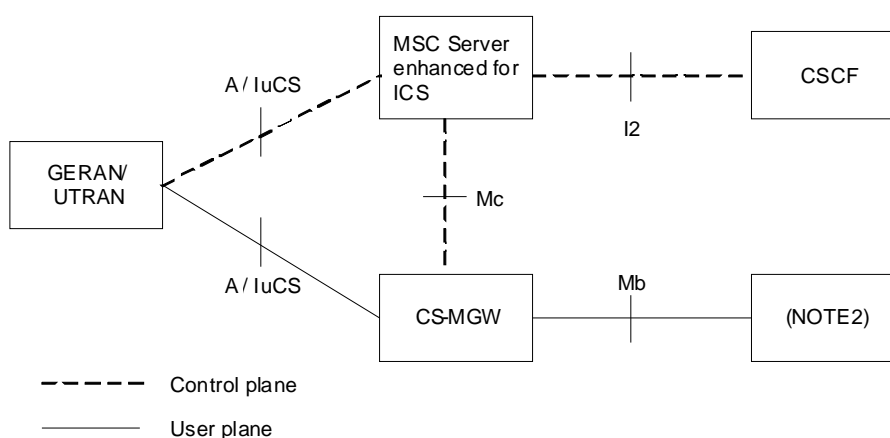 MSC Server
enhanced for
ICS
CSCF
A / IuCS
I2
GERAN/
UTRAN
Mc
A / IuCS
Mb
CS-MGW
(NOTE2)
Control plane
User plane